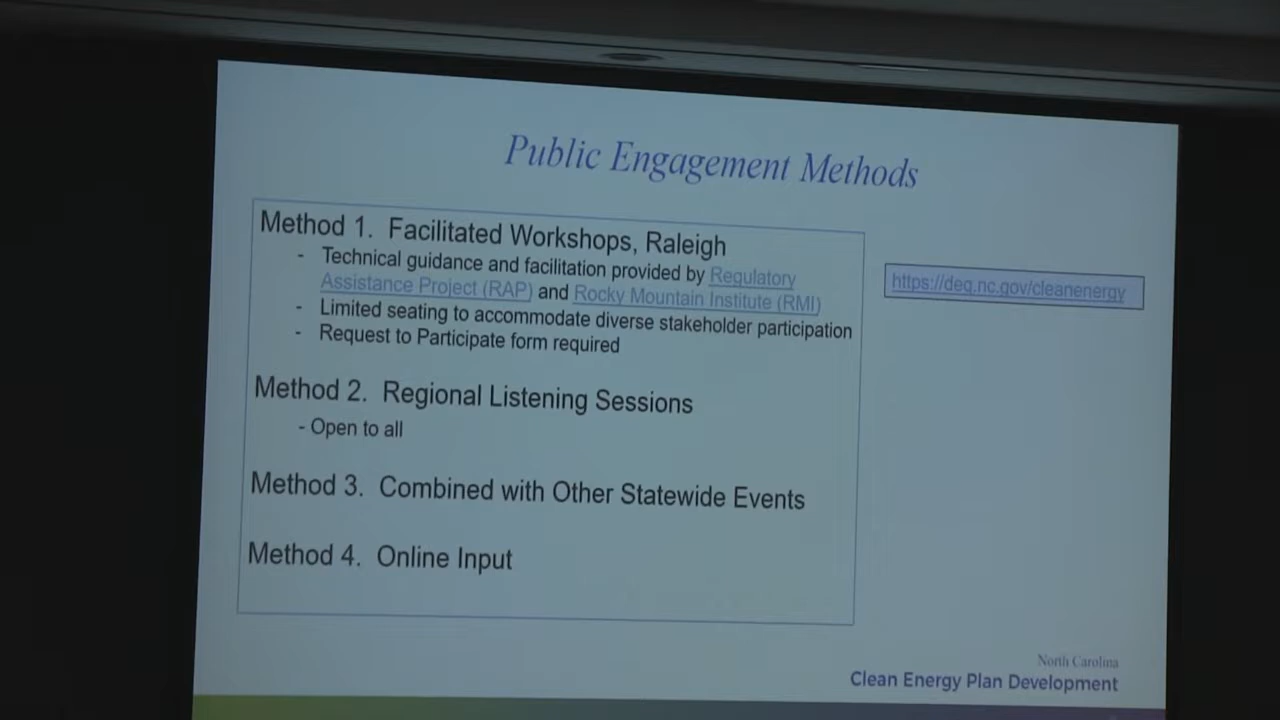 Public Engagement Methods
Method 1. Facilitated Workshops, Raleigh
- Technical guidance and facilitation provided by Regulatory
Assistance Project (RAP) and Rocky Mountain Institute (RMI)
- Limited seating to accommodate diverse stakeholder participation
- Request to Participate form required
Method 2. Regional Listening Sessions
- Open to all
Method 3. Combined with Other Statewide Events
Method 4. Online Input
https://deq.nc.gov/cleanenergy
North Carolina
Clean Energy Plan Development